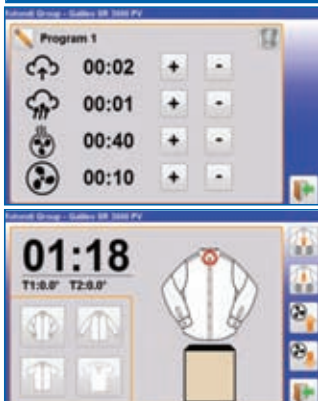 Program 1
00:02 + -
00:01 + -
00:40 + -
00:10 + -
01:18
T1:0.0° T2:0.0°